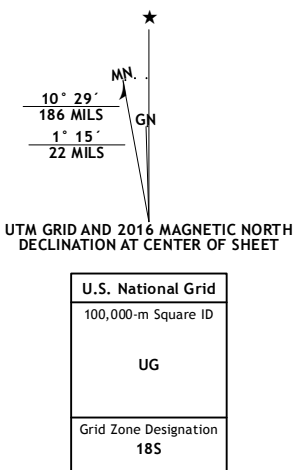 ★
MN
GN
10° 29´
186 MILS
1° 15´
22 MILS
UTM GRID AND 2016 MAGNETIC NORTH
DECLINATION AT CENTER OF SHEET
U.S. National Grid
100,000-m Square ID
UG
Grid Zone Designation
18S